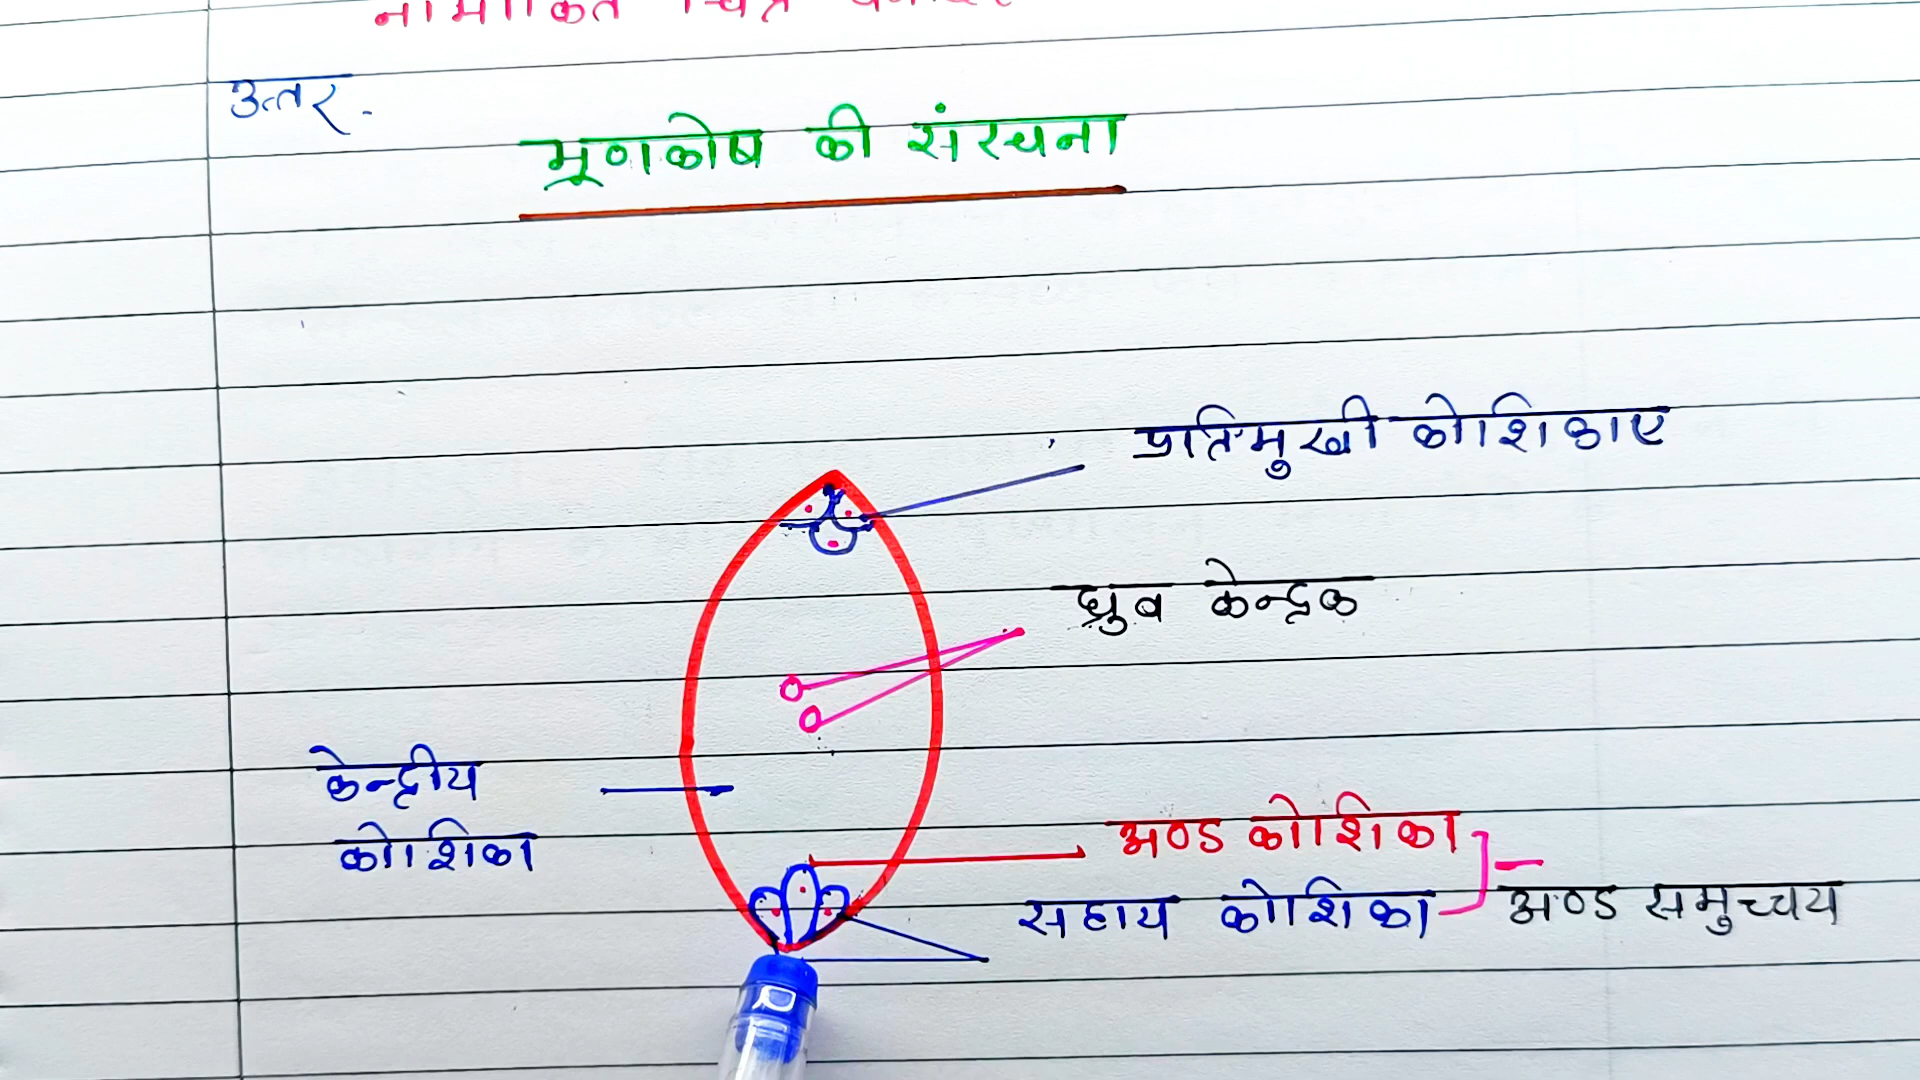 नामांकित चित्र
उत्तर.
भ्रूणकोष की संरचना
प्रतिमुखी कोशिकाए
ध्रुव केन्द्रक
केन्द्रीय
कोशिका
अण्ड कोशिका
सहाय कोशिका
अण्ड समुच्चय